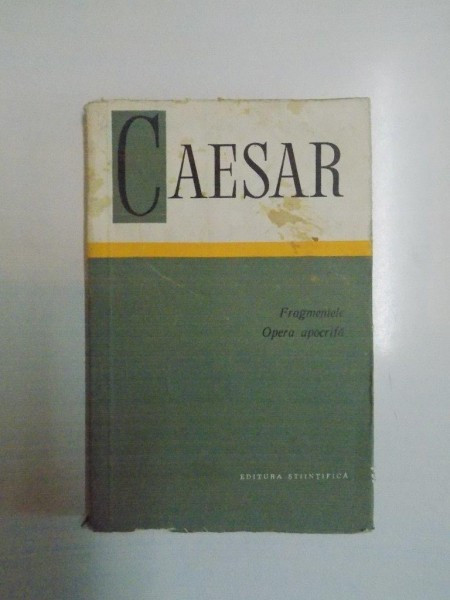 CAESAR
Fragmentele
Opera apocrifă
EDITURA ȘTIINȚIFICĂ